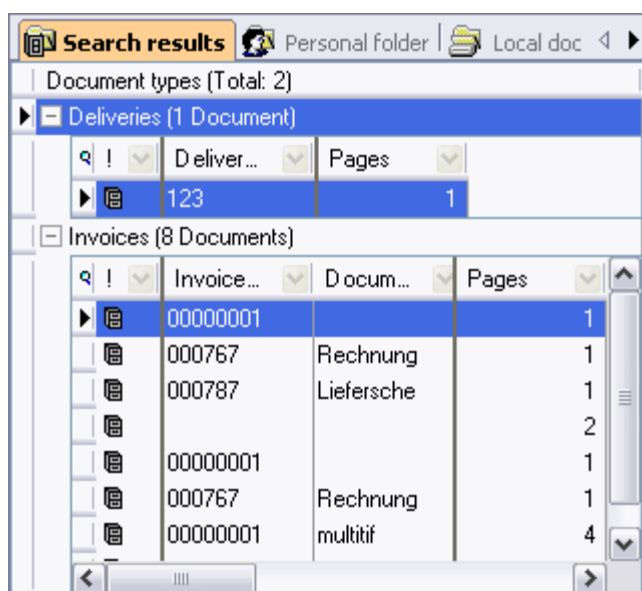 Search results Personal folder Local doc
Document types (Total: 2)
Deliveries (1 Document)
! Deliver... Pages
123 1
Invoices (8 Documents)
! Invoice... Docum... Pages
00000001 1
000767 Rechnung 1
000787 Liefersche 1
2
00000001 1
000767 Rechnung 1
00000001 multitif 4